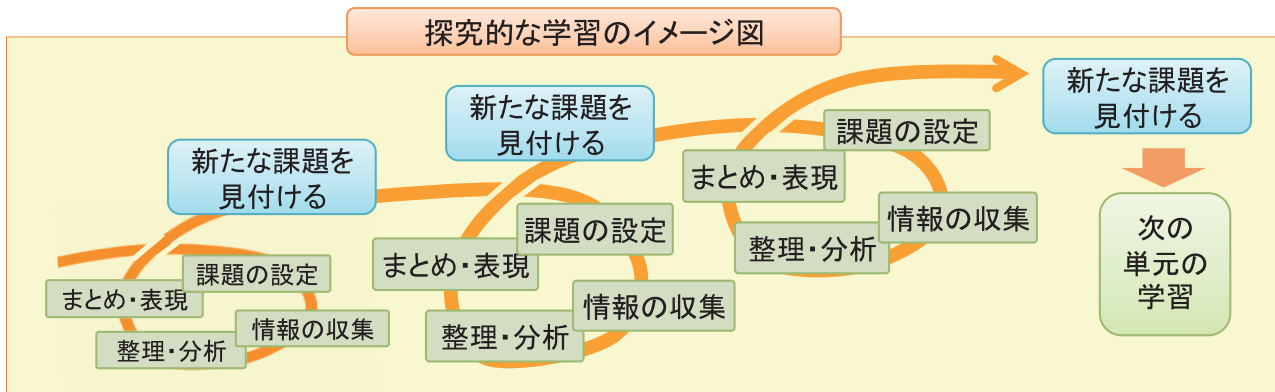 探究的な学習のイメージ図
新たな課題を
見付ける
課題の設定
情報の収集
整理・分析
まとめ・表現
新たな課題を
見付ける
課題の設定
情報の収集
整理・分析
まとめ・表現
新たな課題を
見付ける
課題の設定
情報の収集
整理・分析
まとめ・表現
次の
単元の
学習